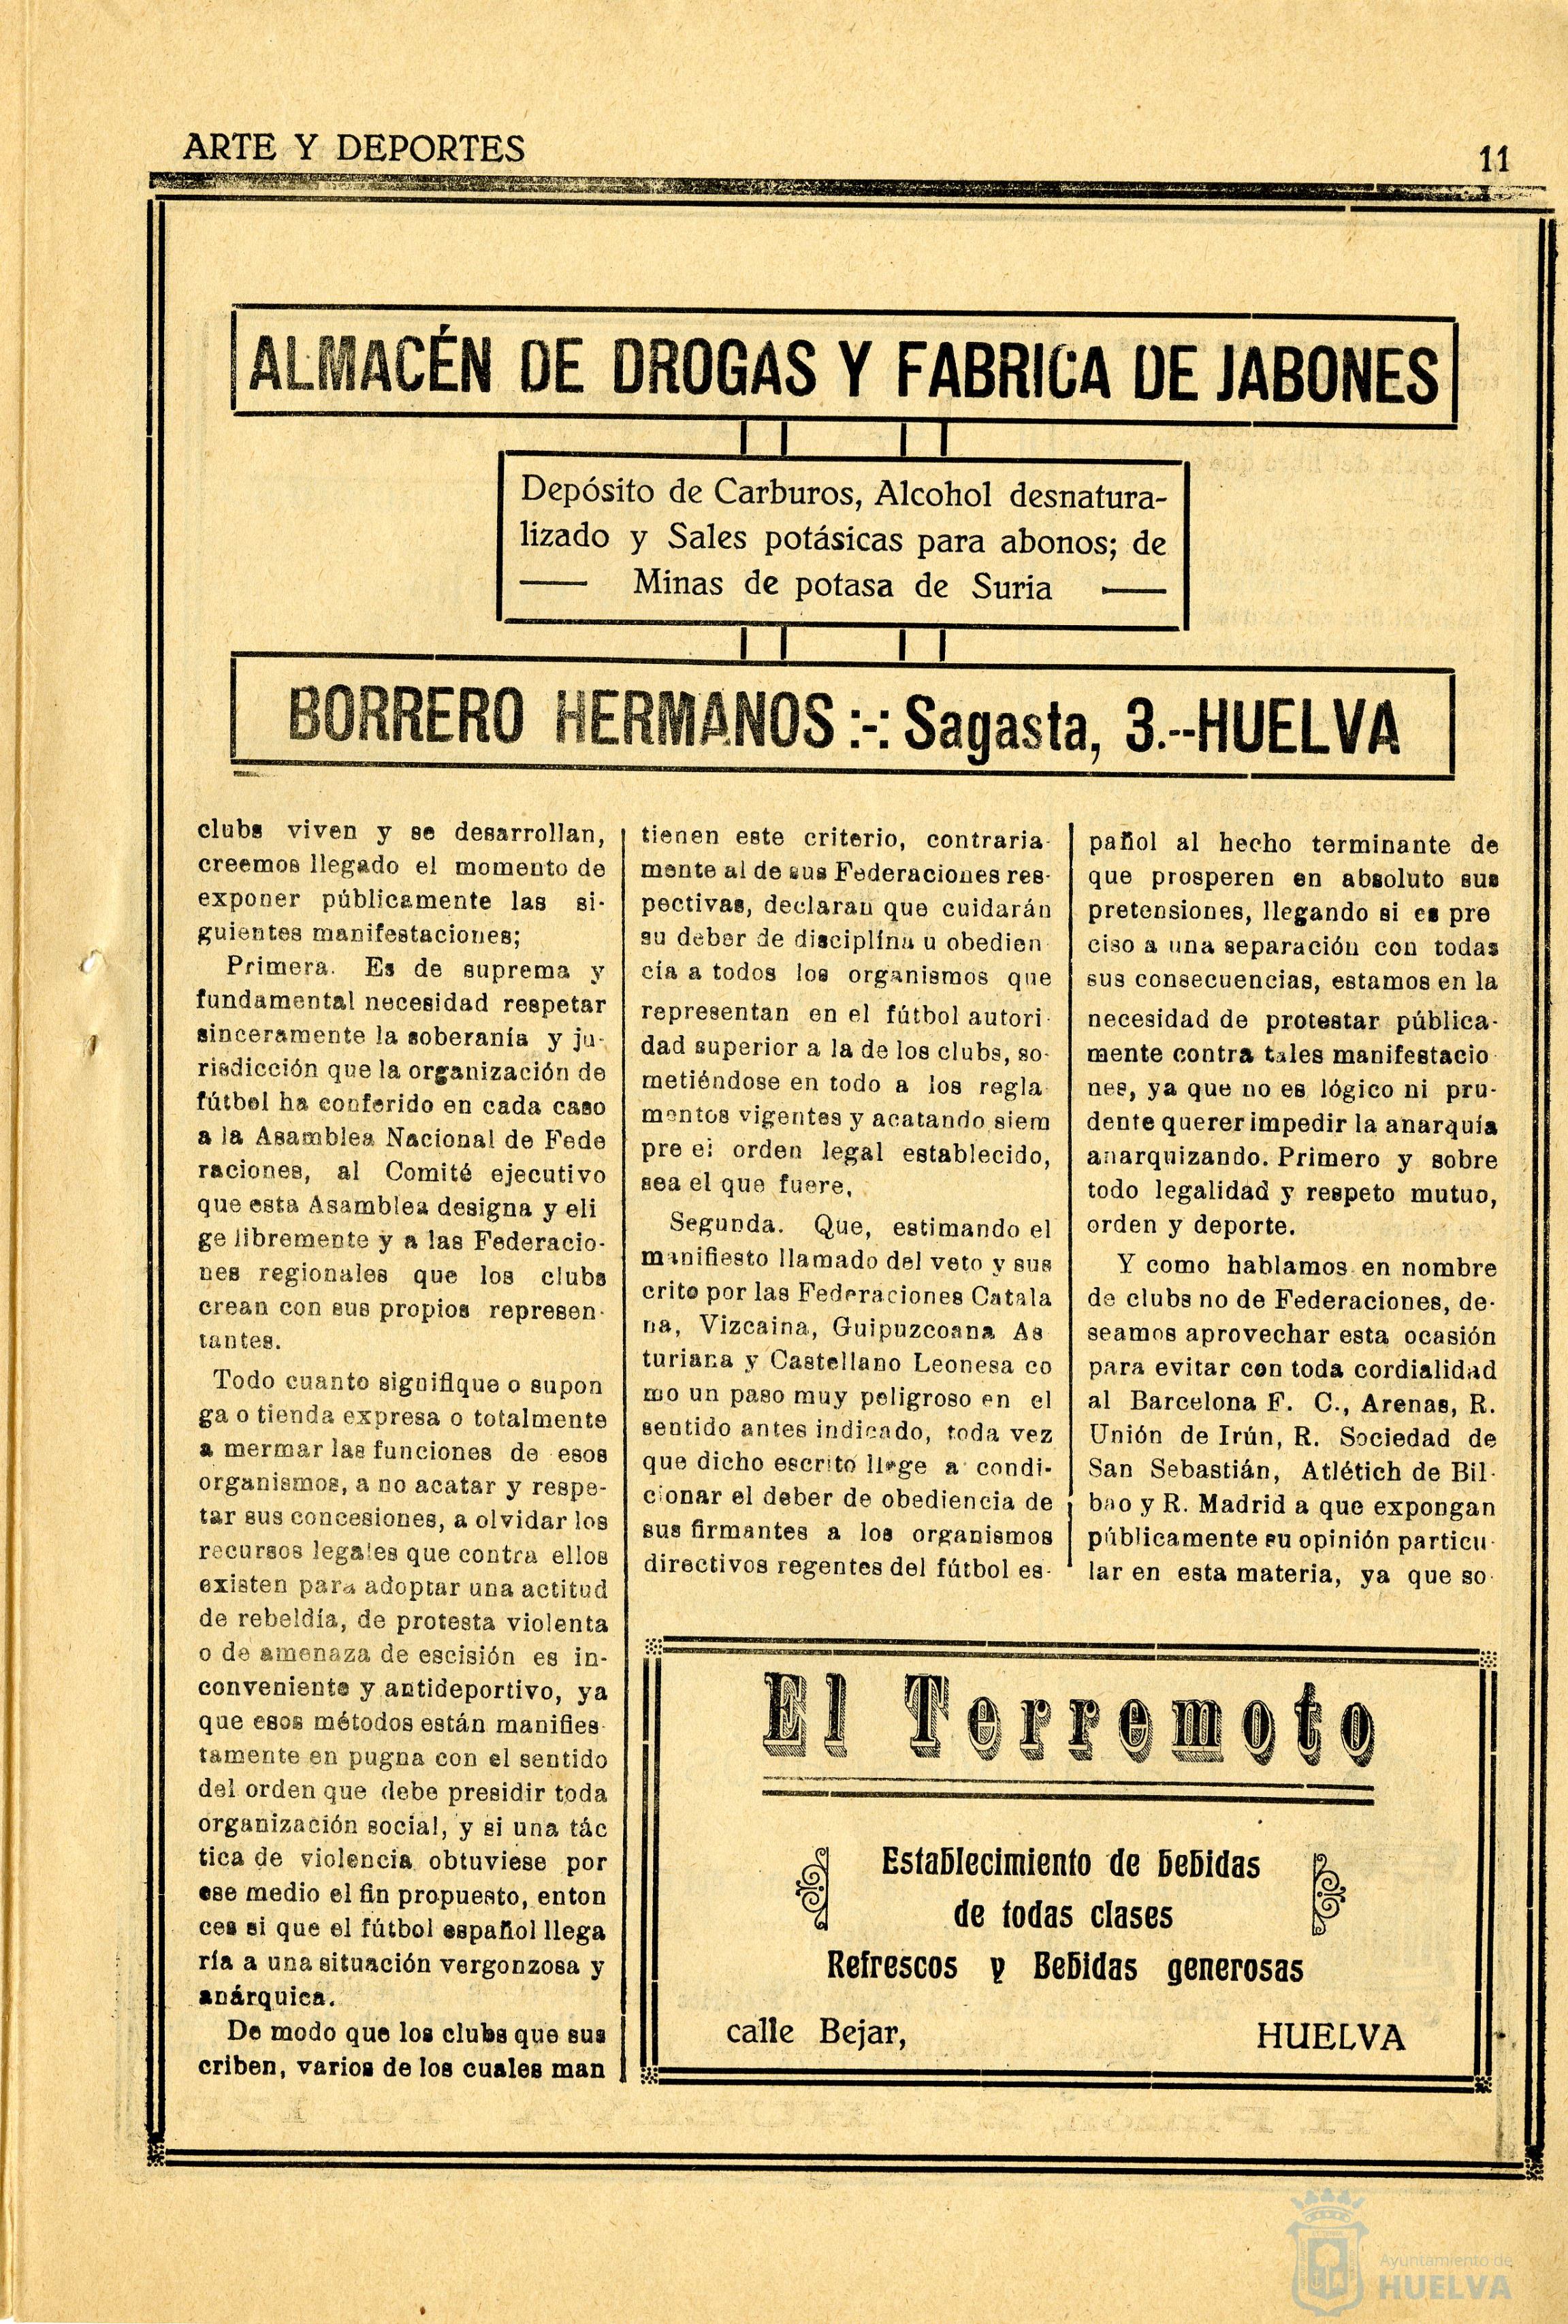 ARTE Y DEPORTES
11
ALMACÉN DE DROGAS Y FABRICA DE JABONES
Depósito de Carburos, Alcohol desnatura-
lizado y Sales potásicas para abonos; de
— Minas de potasa de Suria —
BORRERO HERMANOS :-: Sagasta, 3.--HUELVA
clubs viven y se desarrollan,
creemos llegado el momento de
exponer públicamente las si-
guientes manifestaciones;
Primera. Es de suprema y
fundamental necesidad respetar
sinceramente la soberanía y ju-
risdicción que la organización de
fútbol ha conferido en cada caso
a la Asamblea Nacional de Fede
raciones, al Comité ejecutivo
que esta Asamblea designa y eli
ge libremente y a las Federacio-
nes regionales que los clubs
crean con sus propios represen-
tantes.
Todo cuanto signifique o supon
ga o tienda expresa o totalmente
a mermar las funciones de esos
organismos, a no acatar y respe-
tar sus concesiones, a olvidar los
recursos legales que contra ellos
existen para adoptar una actitud
de rebeldía, de protesta violenta
o de amenaza de escisión es in-
conveniente y antideportivo, ya
que esos métodos están manifies-
tamente en pugna con el sentido
del orden que debe presidir toda
organización social, y si una tác
tica de violencia obtuviese por
ese medio el fin propuesto, enton
ces si que el fútbol español llega
ría a una situación vergonzosa y
anárquica.
De modo que los clubs que sus
criben, varios de los cuales man
tienen este criterio, contraria-
mente al de sus Federaciones res-
pectivas, declaran que cuidarán
su deber de disciplína u obedien
cía a todos los organismos que
representan en el fútbol autori-
dad superior a la de los clubs, so-
metiéndose en todo a los regla
mentos vigentes y acatando siem
pre el orden legal establecido,
sea el que fuere,
Segunda. Que, estimando el
manifiesto llamado del veto y sus
crito por las Federaciones Catala
na, Vizcaina, Guipuzcoana As
turiana y Castellano Leonesa co
mo un paso muy peligroso en el
sentido antes indicado, toda vez
que dicho escrito llege a condi-
cionar el deber de obediencia de
sus firmantes a los organismos
directivos regentes del fútbol es-
pañol al hecho terminante de
que prosperen en absoluto sus
pretensiones, llegando si es pre
ciso a una separación con todas
sus consecuencias, estamos en la
necesidad de protestar pública-
mente contra tales manifestacio
nes, ya que no es lógico ni pru-
dente querer impedir la anarquía
anarquizando. Primero y sobre
todo legalidad y respeto mutuo,
orden y deporte.
Y como hablamos en nombre
de clubs no de Federaciones, de-
seamos aprovechar esta ocasión
para evitar con toda cordialidad
al Barcelona F. C., Arenas, R.
Unión de Irún, R. Sociedad de
San Sebastián, Atlétich de Bil-
bao y R. Madrid a que expongan
públicamente su opinión particu-
lar en esta materia, ya que so-
El Terremoto
Establecimiento de bebidas
de todas clases
Refrescos y Bebidas generosas
calle Bejar, HUELVA
Ayuntamiento de
HUELVA